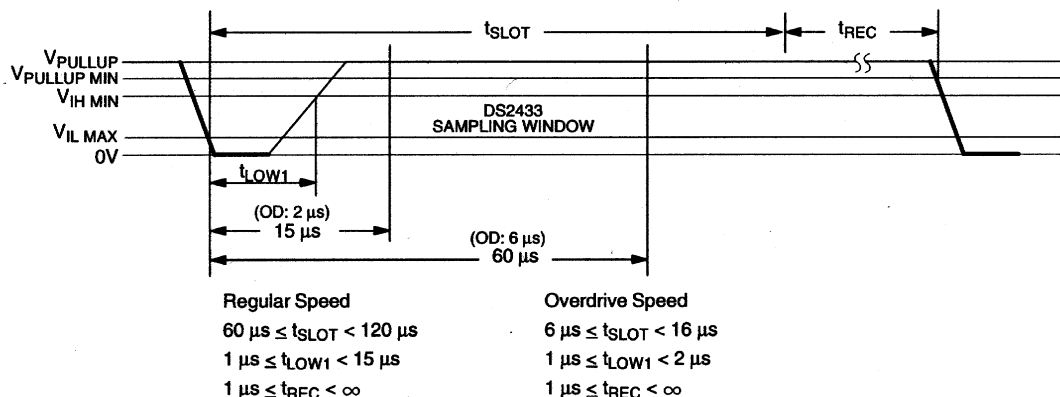 tSLOT
tREC
VPULLUP
VPULLUP MIN
VIH MIN
DS2433
SAMPLING WINDOW
VIL MAX
0V
tLOW1
(OD: 2 µs)
15 µs
(OD: 6 µs)
60 µs
Regular Speed
60 µs ≤ tSLOT < 120 µs
1 µs ≤ tLOW1 < 15 µs
1 µs ≤ tREC < ∞
Overdrive Speed
6 µs ≤ tSLOT < 16 µs
1 µs ≤ tLOW1 < 2 µs
1 µs ≤ tREC < ∞